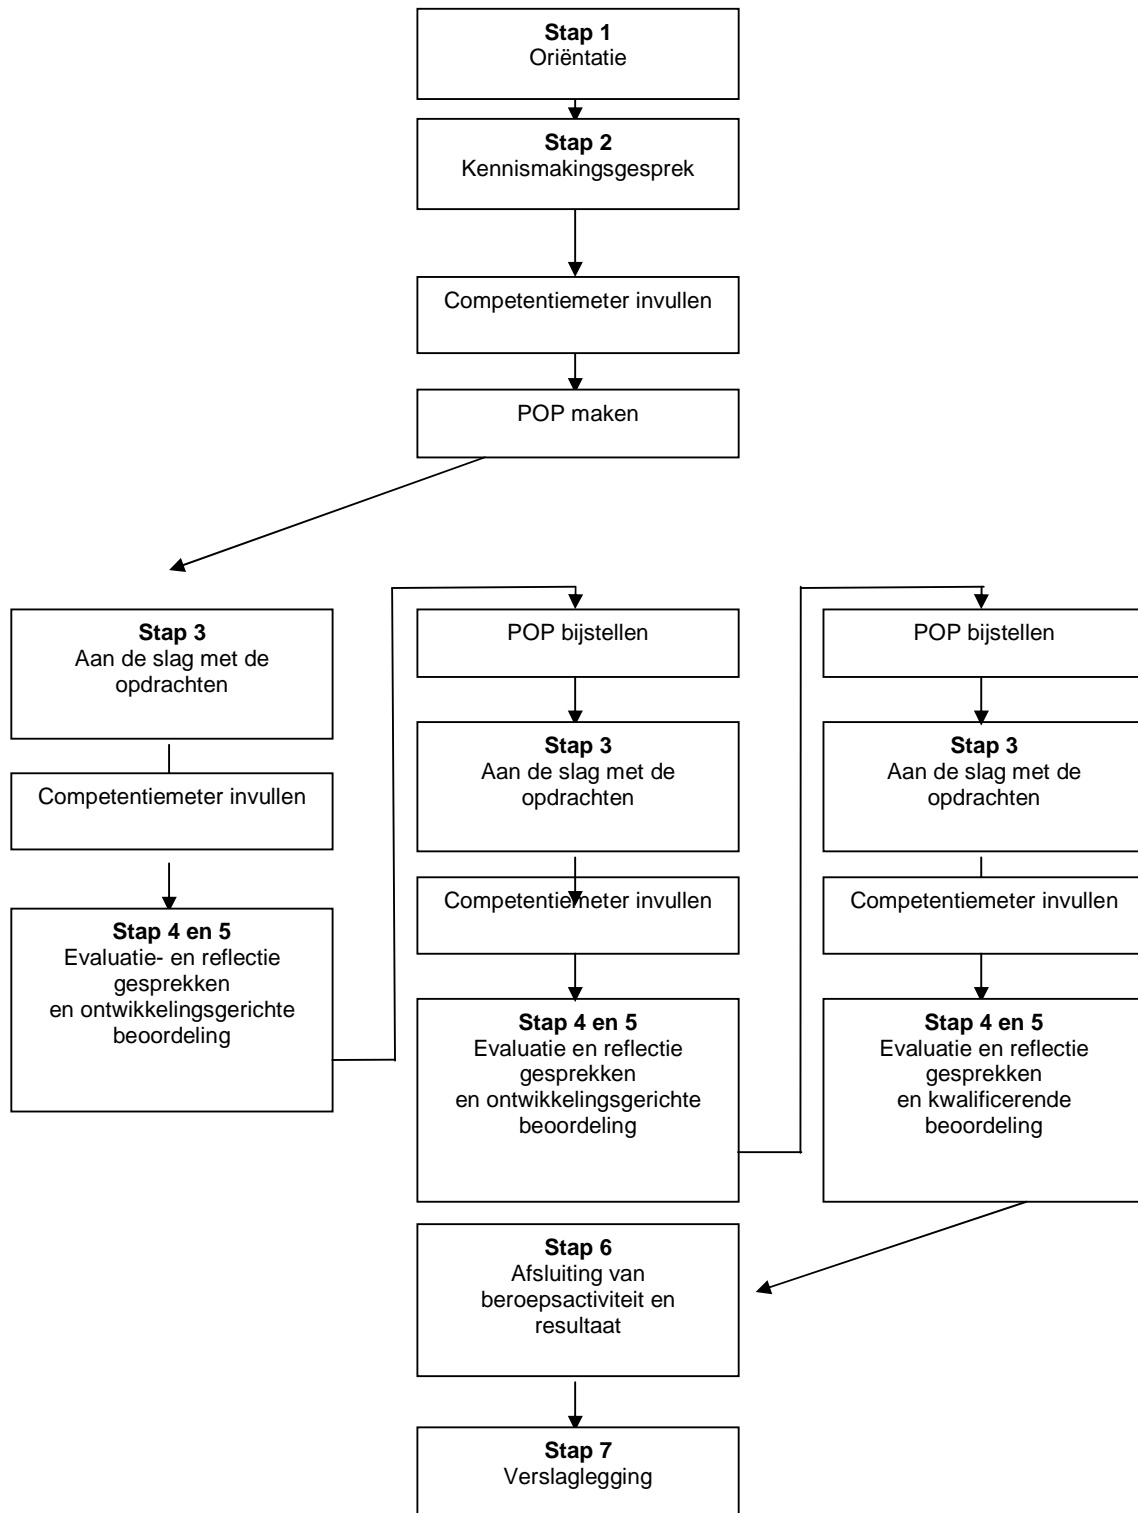 Stap 1
Oriëntatie
Stap 2
Kennismakingsgesprek
Competentiemeter invullen
POP maken
Stap 3
Aan de slag met de
opdrachten
Competentiemeter invullen
Stap 4 en 5
Evaluatie- en reflectie
gesprekken
en ontwikkelingsgerichte
beoordeling
POP bijstellen
Stap 3
Aan de slag met de
opdrachten
Competentiemeter invullen
Stap 4 en 5
Evaluatie en reflectie
gesprekken
en ontwikkelingsgerichte
beoordeling
POP bijstellen
Stap 3
Aan de slag met de
opdrachten
Competentiemeter invullen
Stap 4 en 5
Evaluatie en reflectie
gesprekken
en kwalificerende
beoordeling
Stap 6
Afsluiting van
beroepsactiviteit en
resultaat
Stap 7
Verslaglegging